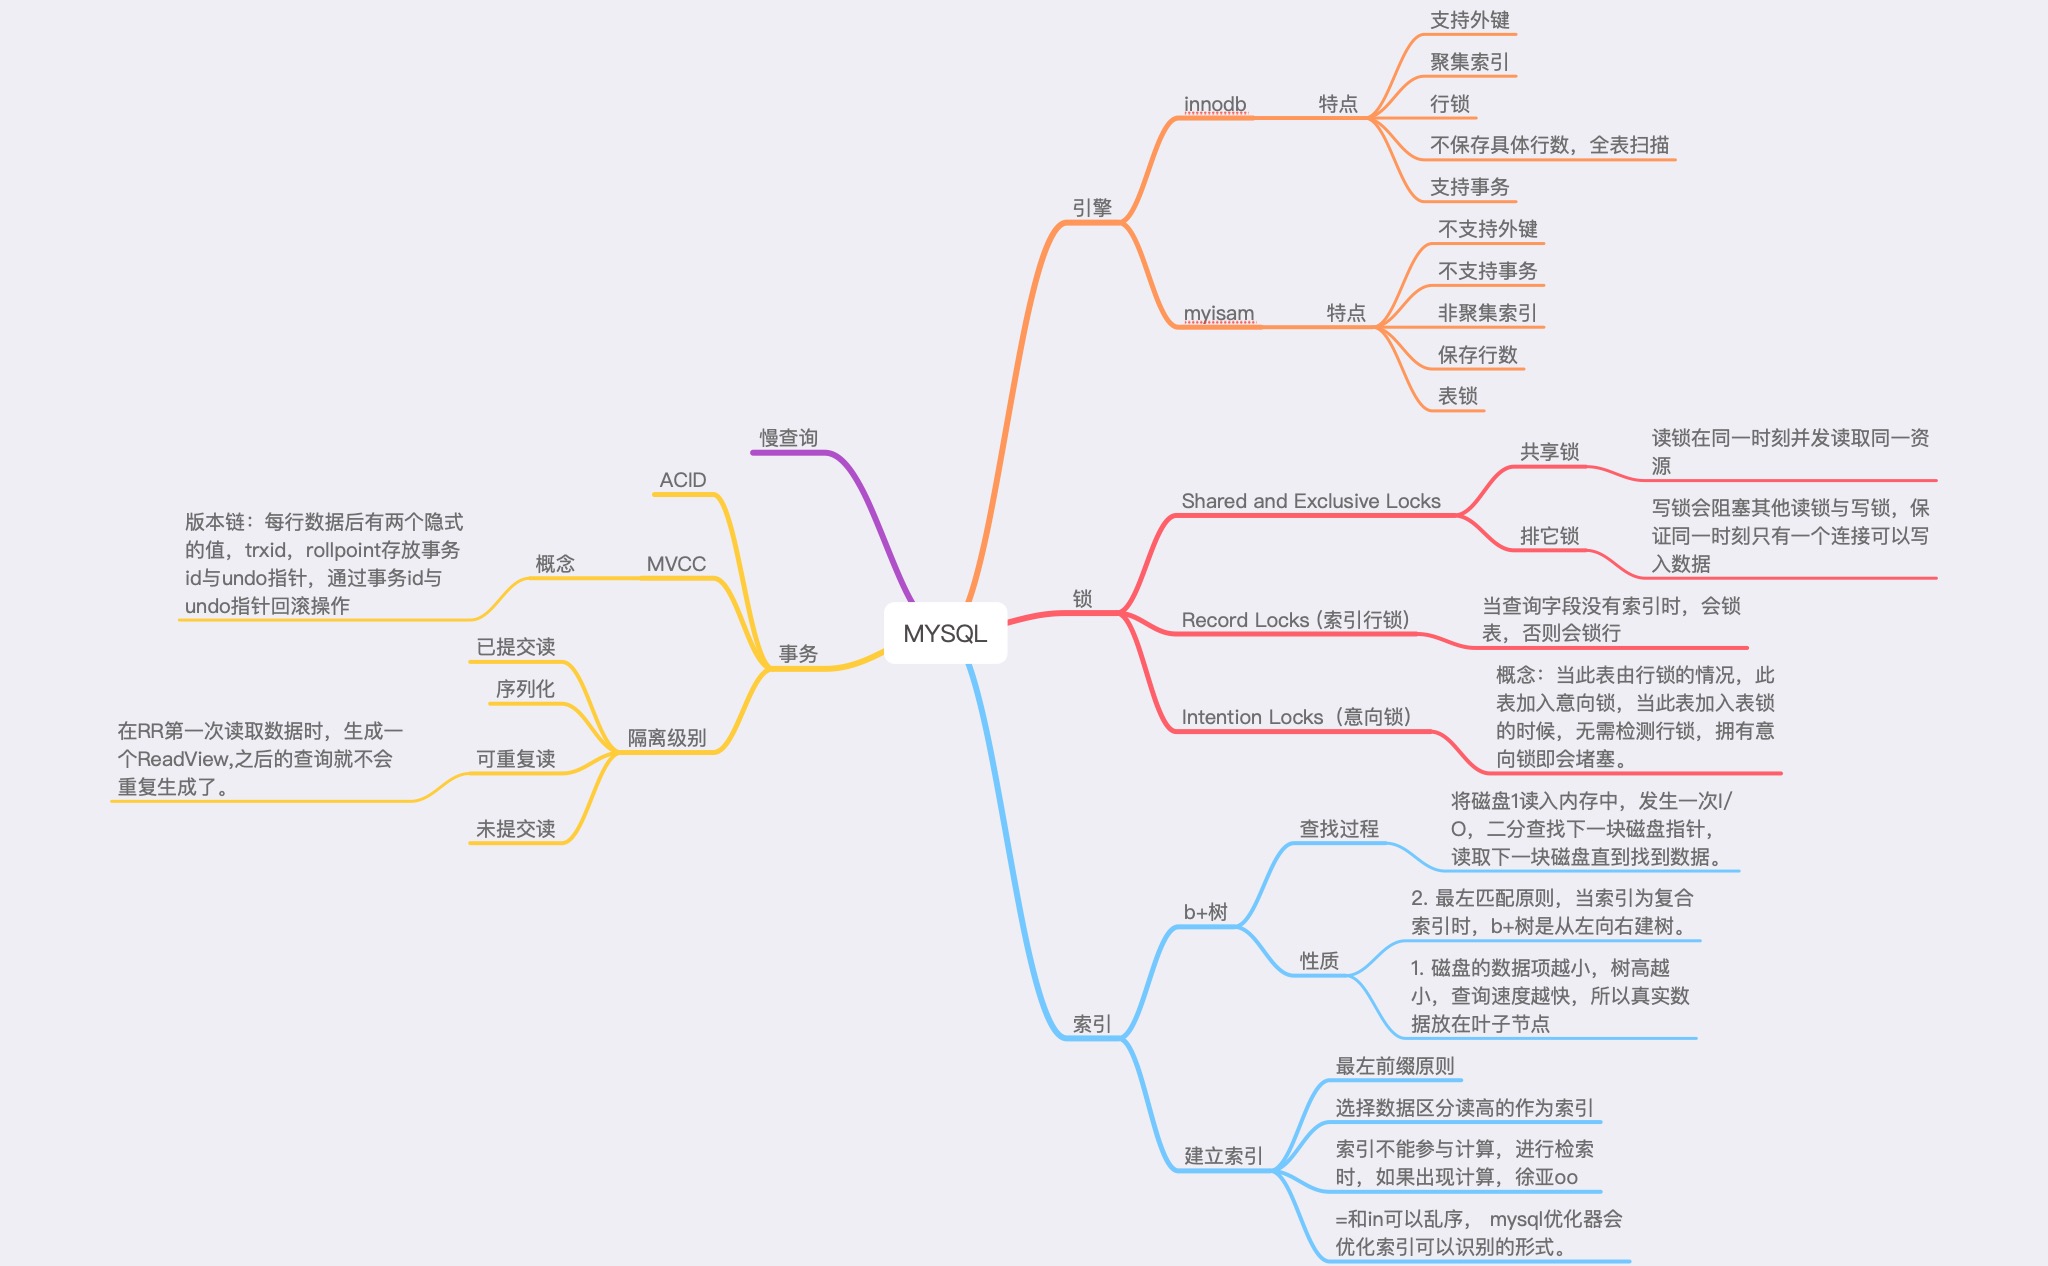 MYSQL
引擎
innodb
特点
支持外键
聚集索引
行锁
不保存具体行数，全表扫描
支持事务
myisam
特点
不支持外键
不支持事务
非聚集索引
保存行数
表锁
锁
Shared and Exclusive Locks
共享锁
读锁在同一时刻并发读取同一资
源
排它锁
写锁会阻塞其他读锁与写锁，保
证同一时刻只有一个连接可以写
入数据
Record Locks (索引行锁)
当查询字段没有索引时，会锁
表，否则会锁行
Intention Locks（意向锁）
概念：当此表由行锁的情况，此
表加入意向锁，当此表加入表锁
的时候，无需检测行锁，拥有意
向锁即会堵塞。
索引
b+树
查找过程
将磁盘1读入内存中，发生一次I/
O，二分查找下一块磁盘指针，
读取下一块磁盘直到找到数据。
性质
2. 最左匹配原则，当索引为复合
索引时，b+树是从左向右建树。
1. 磁盘的数据项越小，树高越
小，查询速度越快，所以真实数
据放在叶子节点
建立索引
最左前缀原则
选择数据区分读高的作为索引
索引不能参与计算，进行检索
时，如果出现计算，徐亚oo
=和in可以乱序， mysql优化器会
优化索引可以识别的形式。
慢查询
事务
ACID
MVCC
概念
版本链：每行数据后有两个隐式
的值，trxid，rollpoint存放事务
id与undo指针，通过事务id与
undo指针回滚操作
隔离级别
已提交读
序列化
可重复读
在RR第一次读取数据时，生成一
个ReadView,之后的查询就不会
重复生成了。
未提交读